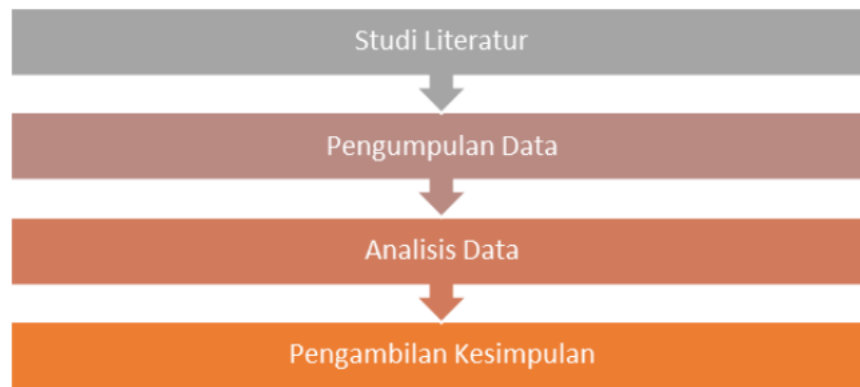 Studi Literatur
Pengumpulan Data
Analisis Data
Pengambilan Kesimpulan